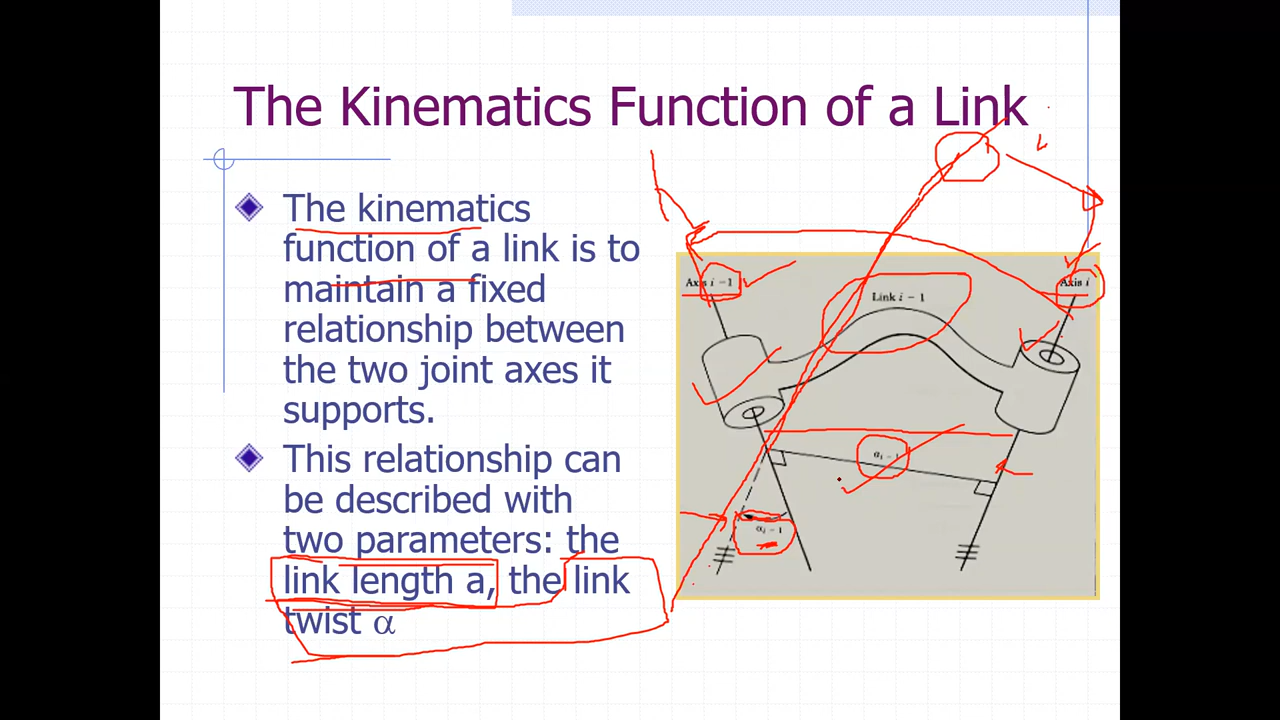 The Kinematics Function of a Link
The kinematics
function of a link is to
maintain a fixed
relationship between
the two joint axes it
supports.
This relationship can
be described with
two parameters: the
link length a, the link
twist α
Axis i – 1
Link i – 1
Axis i
a i – 1
α i – 1